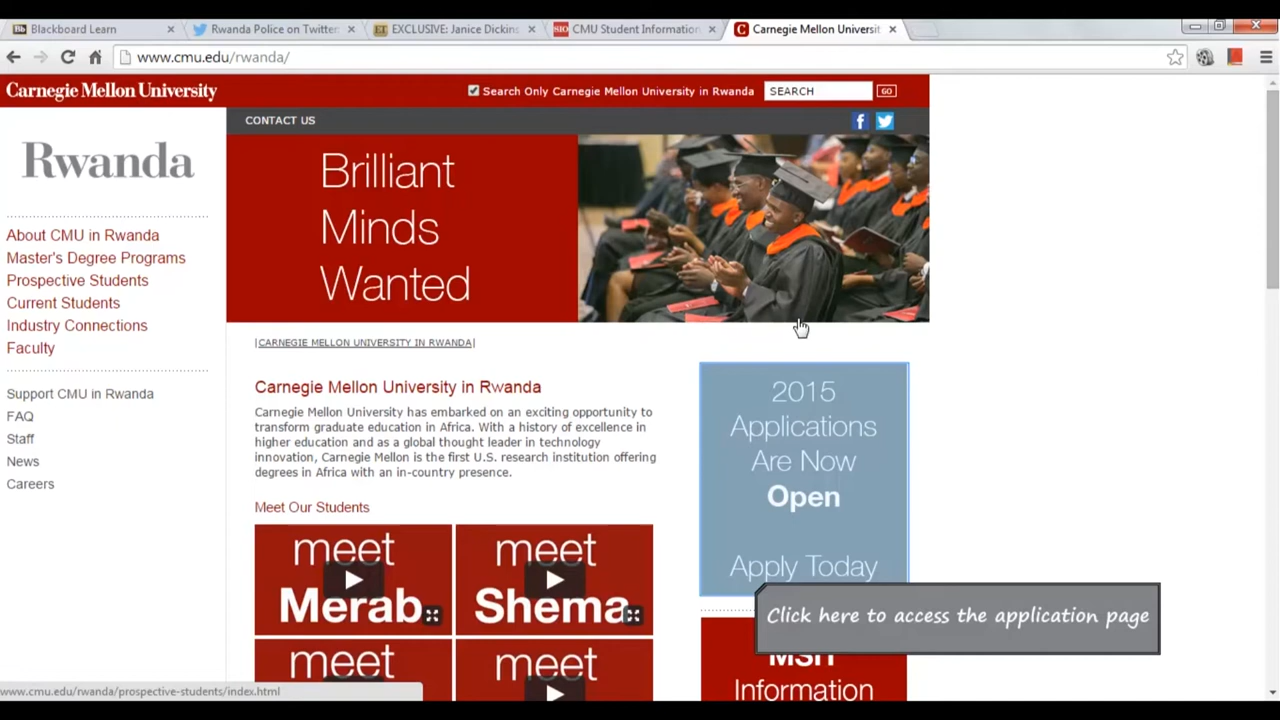 Blackboard Learn
Rwanda Police on Twitter
EXCLUSIVE: Janice Dickins
SIO
CMU Student Information
Carnegie Mellon Universit
www.cmu.edu/rwanda/
Carnegie Mellon University
Search Only Carnegie Mellon University in Rwanda
SEARCH
GO
CONTACT US
Rwanda
Brilliant
Minds
Wanted
About CMU in Rwanda
Master's Degree Programs
Prospective Students
Current Students
Industry Connections
Faculty
Support CMU in Rwanda
FAQ
Staff
News
Careers
|CARNEGIE MELLON UNIVERSITY IN RWANDA|
Carnegie Mellon University in Rwanda
Carnegie Mellon University has embarked on an exciting opportunity to
transform graduate education in Africa. With a history of excellence in
higher education and as a global thought leader in technology
innovation, Carnegie Mellon is the first U.S. research institution offering
degrees in Africa with an in-country presence.
Meet Our Students
meet
Merab
meet
Shema
meet
meet
2015
Applications
Are Now
Open
Apply Today
Click here to access the application page
MSIT
Information
www.cmu.edu/rwanda/prospective-students/index.html